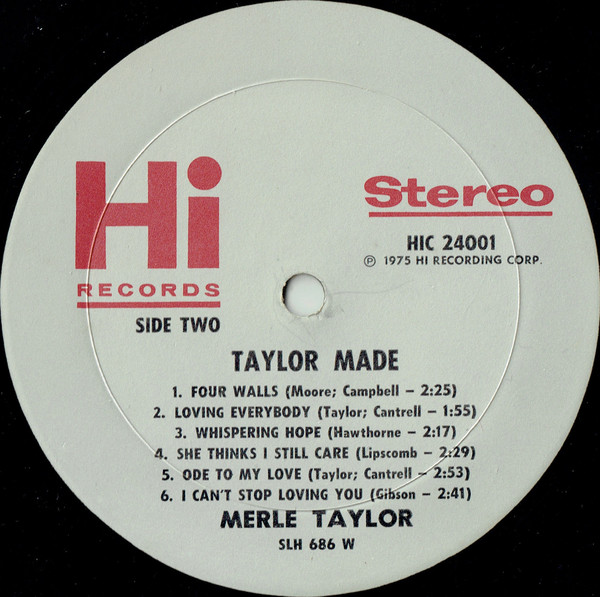 Hi
RECORDS
SIDE TWO
Stereo
HIC 24001
℗ 1975 HI RECORDING CORP.
TAYLOR MADE
1. FOUR WALLS (Moore; Campbell – 2:25)
2. LOVING EVERYBODY (Taylor; Cantrell – 1:55)
3. WHISPERING HOPE (Hawthorne – 2:17)
4. SHE THINKS I STILL CARE (Lipscomb – 2:29)
5. ODE TO MY LOVE (Taylor; Cantrell – 2:53)
6. I CAN'T STOP LOVING YOU (Gibson – 2:41)
MERLE TAYLOR
SLH 686 W